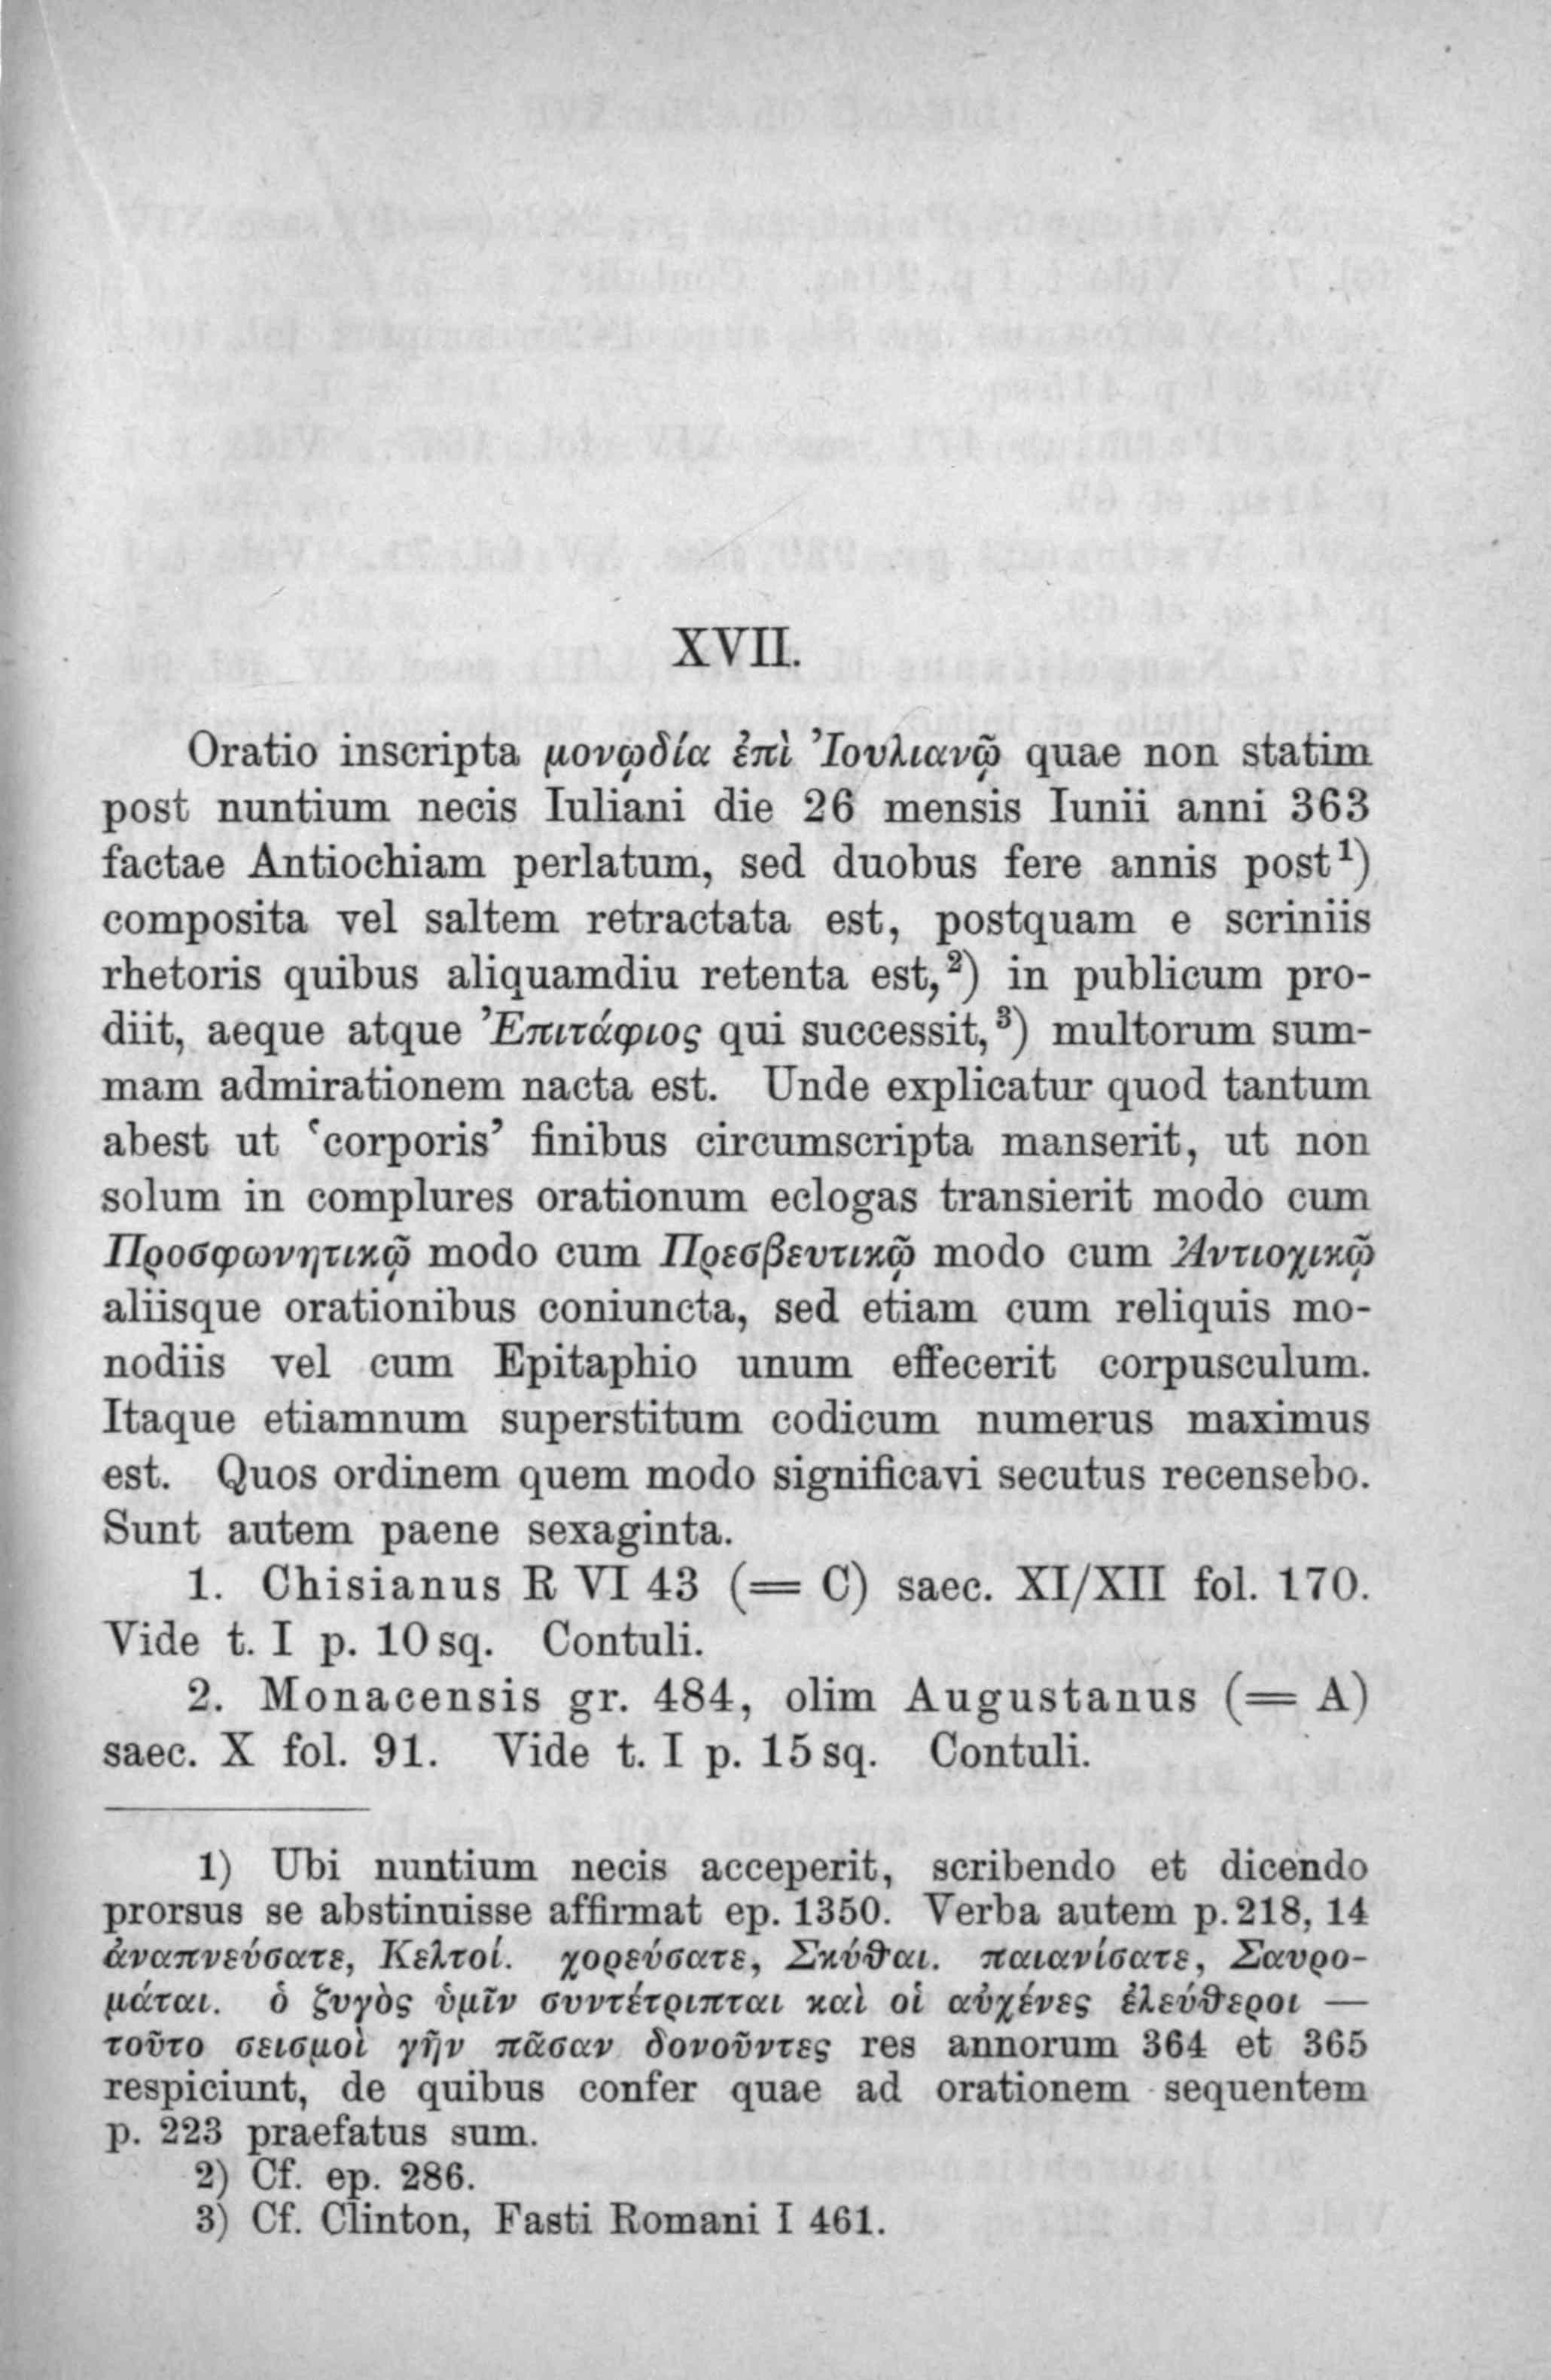 XVII.
Oratio inscripta μονῳδία ἐπὶ Ἰουλιανῷ quae non statim
post nuntium necis Iuliani die 26 mensis Iunii anni 363
factae Antiochiam perlatum, sed duobus fere annis post¹)
composita vel saltem retractata est, postquam e scriniis
rhetoris quibus aliquamdiu retenta est,²) in publicum pro-
diit, aeque atque Ἐπιτάφιος qui successit,³) multorum sum-
mam admirationem nacta est. Unde explicatur quod tantum
abest ut ‘corporis’ finibus circumscripta manserit, ut non
solum in complures orationum eclogas transierit modo cum
Προσφωνητικῷ modo cum Πρεσβευτικῷ modo cum Ἀντιοχικῷ
aliisque orationibus coniuncta, sed etiam cum reliquis mo-
nodiis vel cum Epitaphio unum effecerit corpusculum.
Itaque etiamnum superstitum codicum numerus maximus
est. Quos ordinem quem modo significavi secutus recensebo.
Sunt autem paene sexaginta.
1. Chisianus R VI 43 (= C) saec. XI/XII fol. 170.
Vide t. I p. 10 sq. Contuli.
2. Monacensis gr. 484, olim Augustanus (= A)
saec. X fol. 91. Vide t. I p. 15 sq. Contuli.
1) Ubi nuntium necis acceperit, scribendo et dicendo
prorsus se abstinuisse affirmat ep. 1350. Verba autem p. 218, 14
ἀναπνεύσατε, Κελτοί. χορεύσατε, Σκύθαι. παιανίσατε, Σαυρο-
μάται. ὁ ζυγὸς ὑμῖν συντέτριπται καὶ οἱ αὐχένες ἐλεύθεροι —
τοῦτο σεισμοὶ γῆν πᾶσαν δονοῦντες res annorum 364 et 365
respiciunt, de quibus confer quae ad orationem sequentem
p. 223 praefatus sum.
2) Cf. ep. 286.
3) Cf. Clinton, Fasti Romani I 461.